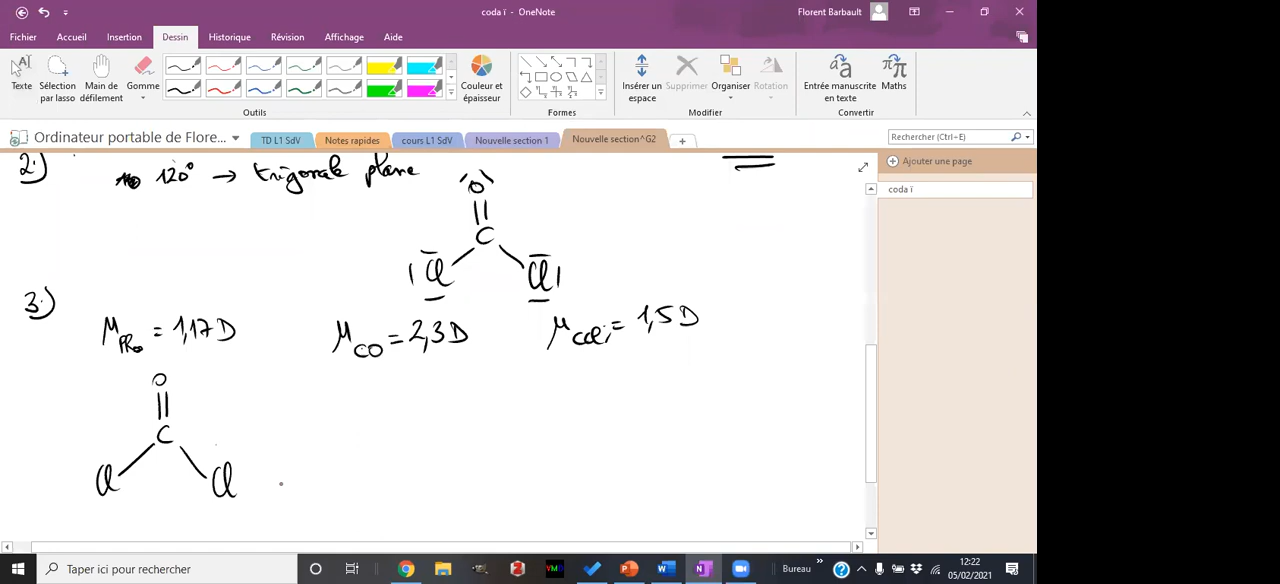 coda ï - OneNote
Florent Barbault
Fichier Accueil Insertion Dessin Historique Révision Affichage Aide
Texte
Sélection par lasso
Main de défilement
Gomme
Couleur et épaisseur
Insérer un espace
Supprimer
Organiser
Rotation
Entrée manuscrite en texte
Maths
Outils Formes Modifier Convertir
Ordinateur portable de Flore...
TD L1 SdV Notes rapides cours L1 SdV Nouvelle section 1 Nouvelle section^G2
Rechercher (Ctrl+E)
Ajouter une page
coda ï
2.) 120° → trigonale plane
O
C
Cl Cl
3.)
μ = 1,17 D μCO = 2,3 D μCCl = 1,5 D
O
C
Cl Cl
Taper ici pour rechercher
Bureau
12:22
05/02/2021